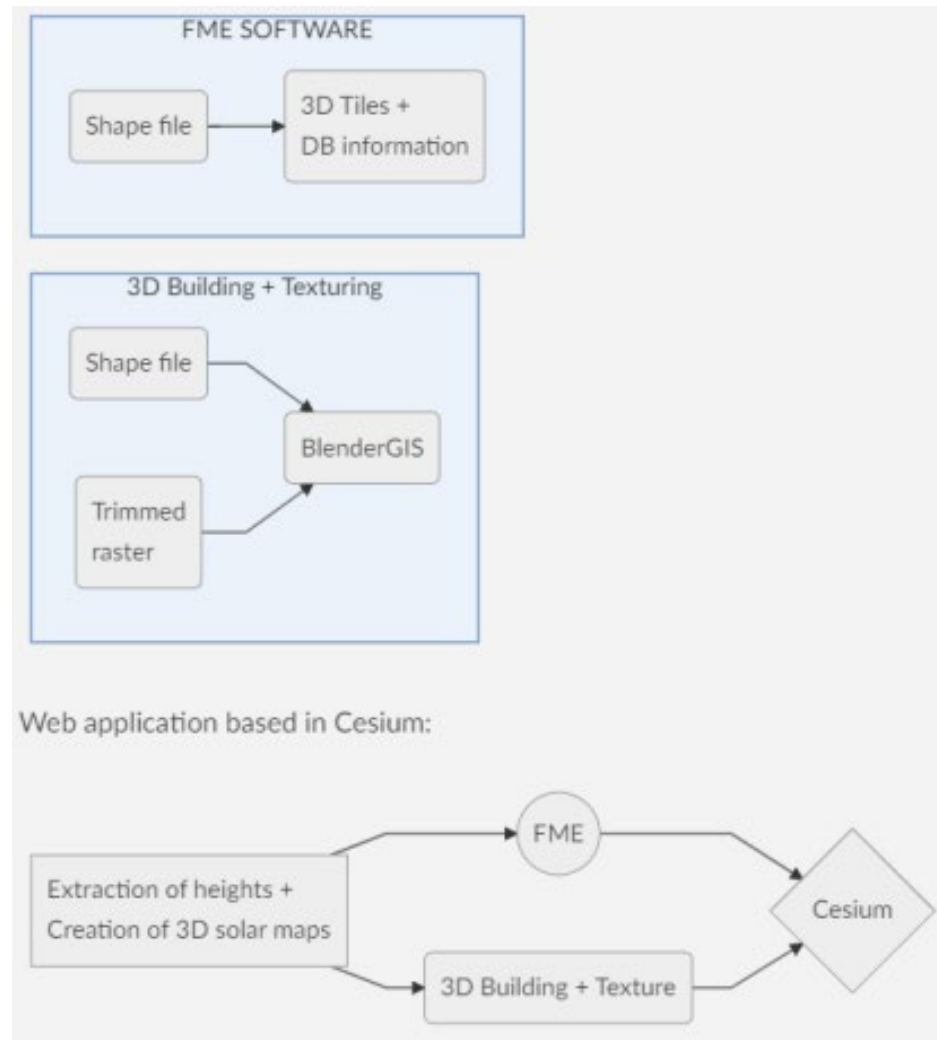 FME SOFTWARE
Shape file
3D Tiles +
DB information
3D Building + Texturing
Shape file
BlenderGIS
Trimmed
raster
Web application based in Cesium:
FME
Extraction of heights +
Creation of 3D solar maps
Cesium
3D Building + Texture